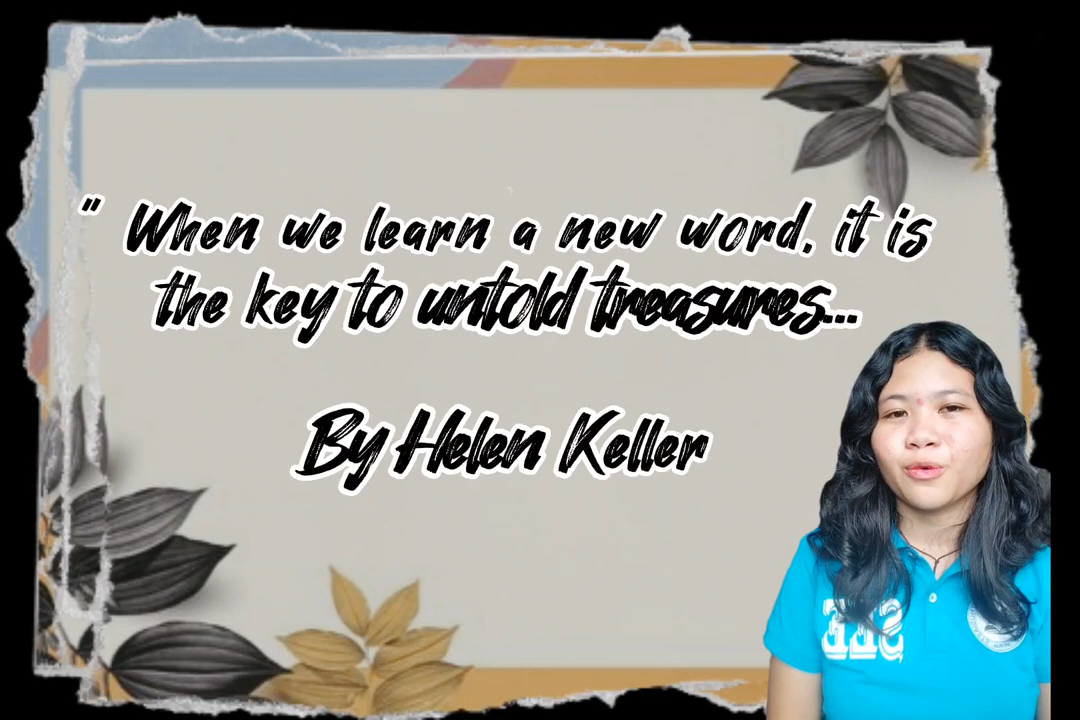 " When we learn a new word, it is
the key to untold treasures...
By Helen Keller